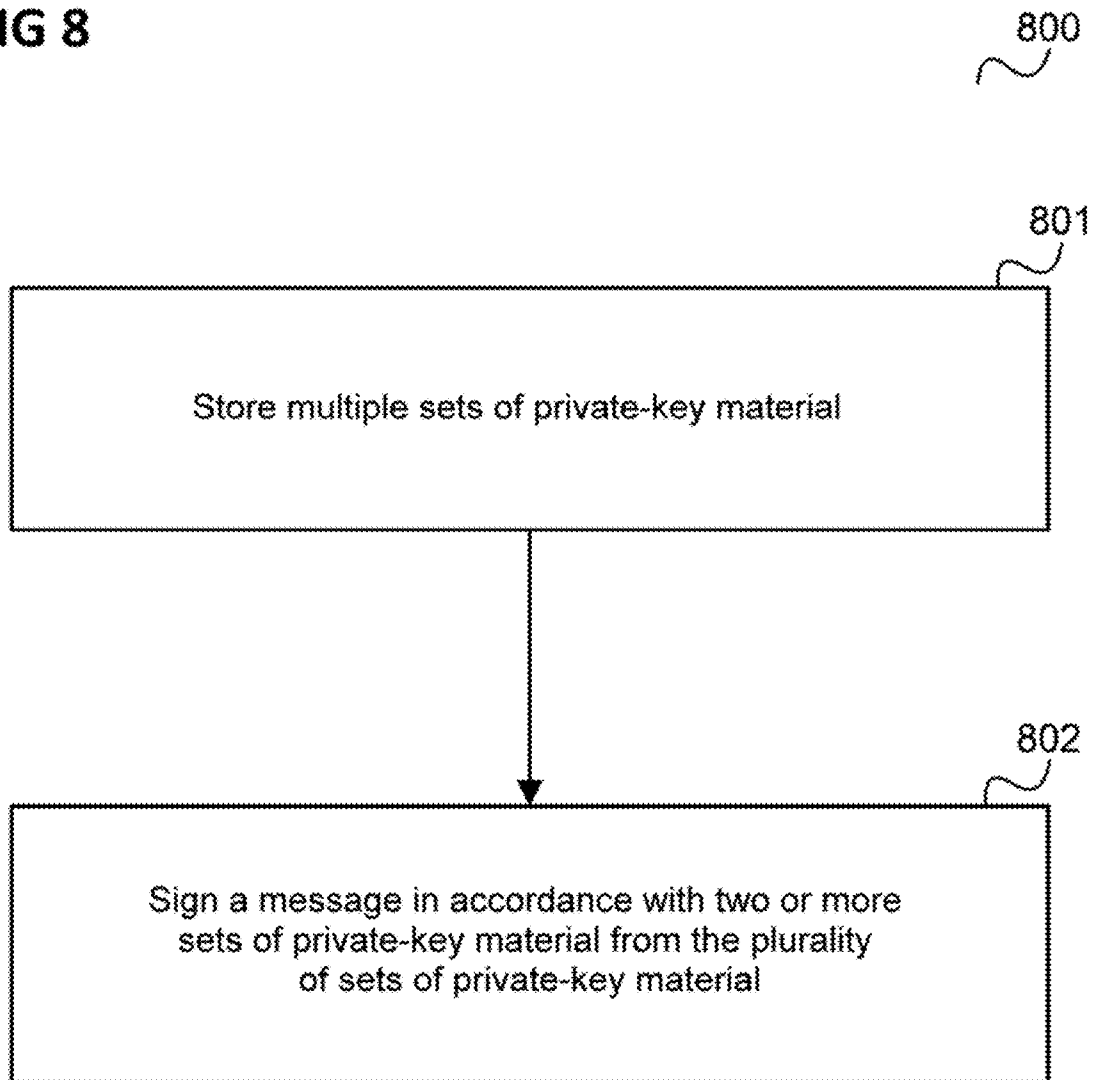 IG 8
800
801
Store multiple sets of private-key material
802
Sign a message in accordance with two or more
sets of private-key material from the plurality
of sets of private-key material